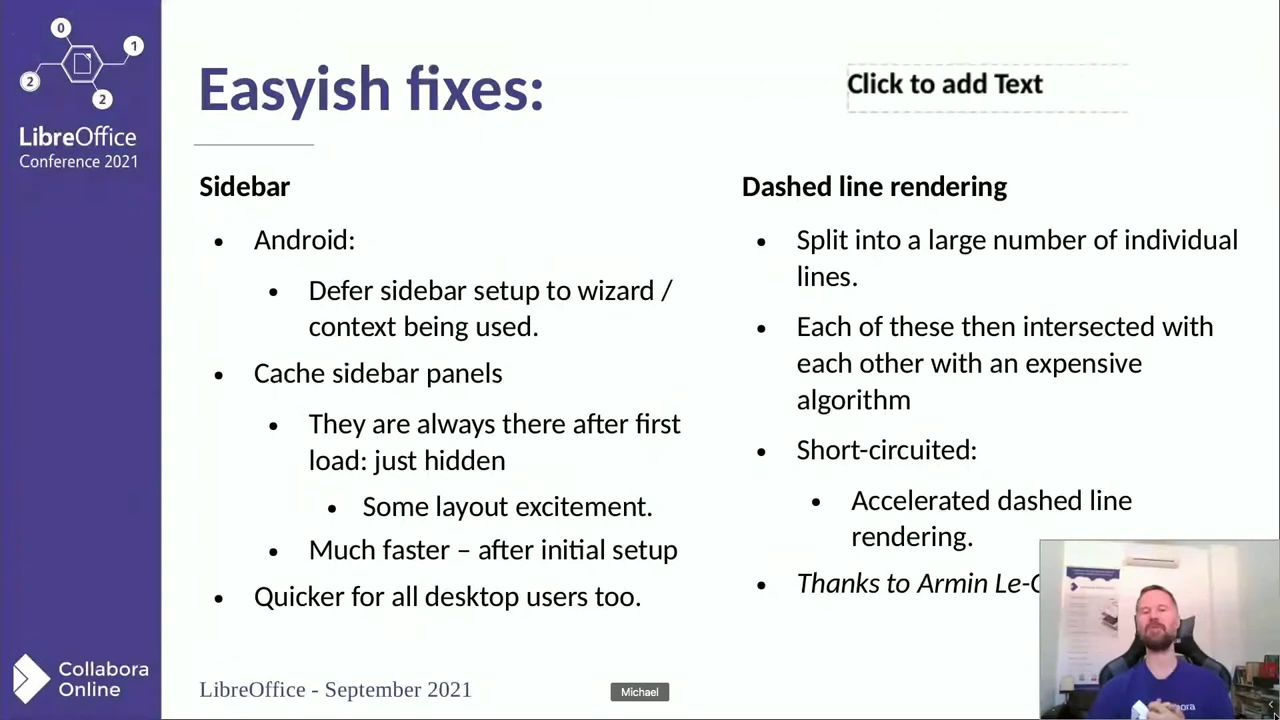 0
1
2
2
LibreOffice
Conference 2021
Easyish fixes:
Click to add Text
Sidebar
• Android:
• Defer sidebar setup to wizard /
context being used.
• Cache sidebar panels
• They are always there after first
load: just hidden
• Some layout excitement.
• Much faster – after initial setup
• Quicker for all desktop users too.
Dashed line rendering
• Split into a large number of individual
lines.
• Each of these then intersected with
each other with an expensive
algorithm
• Short-circuited:
• Accelerated dashed line
rendering.
• Thanks to Armin
Collabora
Online
LibreOffice - September 2021
Michael